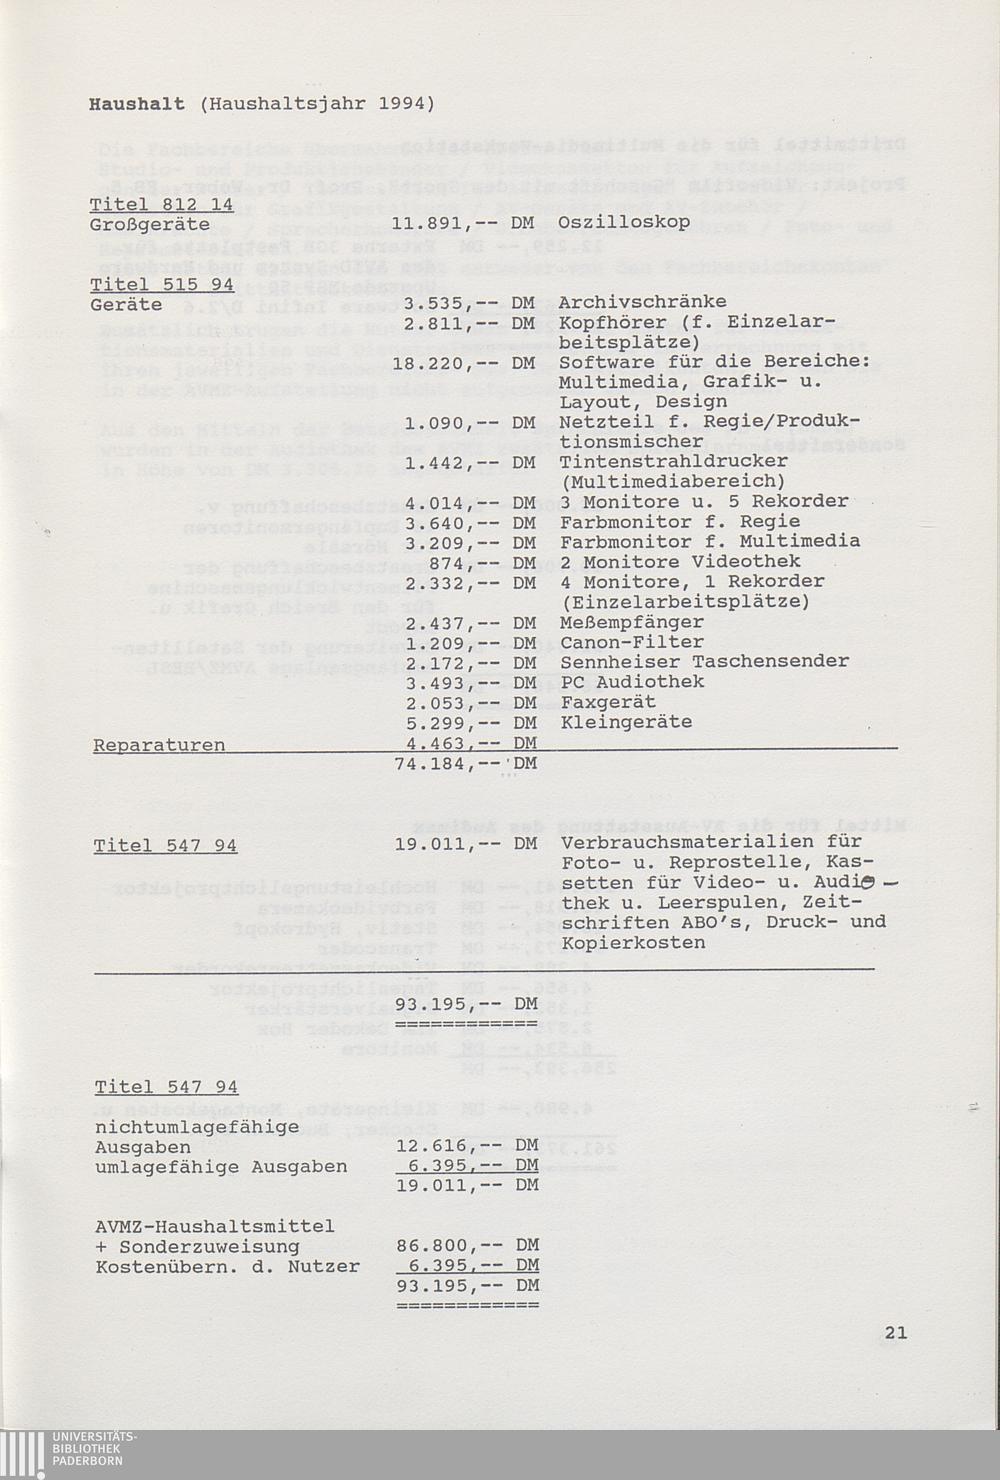 Haushalt (Haushaltsjahr 1994)
Titel 812 14
Großgeräte 11.891,-- DM Oszilloskop
Titel 515 94
Geräte 3.535,-- DM Archivschränke
2.811,-- DM Kopfhörer (f. Einzelar-
beitsplätze)
18.220,-- DM Software für die Bereiche:
Multimedia, Grafik- u.
Layout, Design
1.090,-- DM Netzteil f. Regie/Produk-
tionsmischer
1.442,-- DM Tintenstrahldrucker
(Multimediabereich)
4.014,-- DM 3 Monitore u. 5 Rekorder
3.640,-- DM Farbmonitor f. Regie
3.209,-- DM Farbmonitor f. Multimedia
874,-- DM 2 Monitore Videothek
2.332,-- DM 4 Monitore, 1 Rekorder
(Einzelarbeitsplätze)
2.437,-- DM Meßempfänger
1.209,-- DM Canon-Filter
2.172,-- DM Sennheiser Taschensender
3.493,-- DM PC Audiothek
2.053,-- DM Faxgerät
5.299,-- DM Kleingeräte
Reparaturen 4.463,-- DM
74.184,-- DM
Titel 547 94 19.011,-- DM Verbrauchsmaterialien für
Foto- u. Reprostelle, Kas-
setten für Video- u. Audio-
thek u. Leerspulen, Zeit-
schriften ABO's, Druck- und
Kopierkosten
93.195,-- DM
============
Titel 547 94
nichtumlagefähige
Ausgaben 12.616,-- DM
umlagefähige Ausgaben 6.395,-- DM
19.011,-- DM
AVMZ-Haushaltsmittel
+ Sonderzuweisung 86.800,-- DM
Kostenübern. d. Nutzer 6.395,-- DM
93.195,-- DM
============
21
UNIVERSITÄTS-
BIBLIOTHEK
PADERBORN